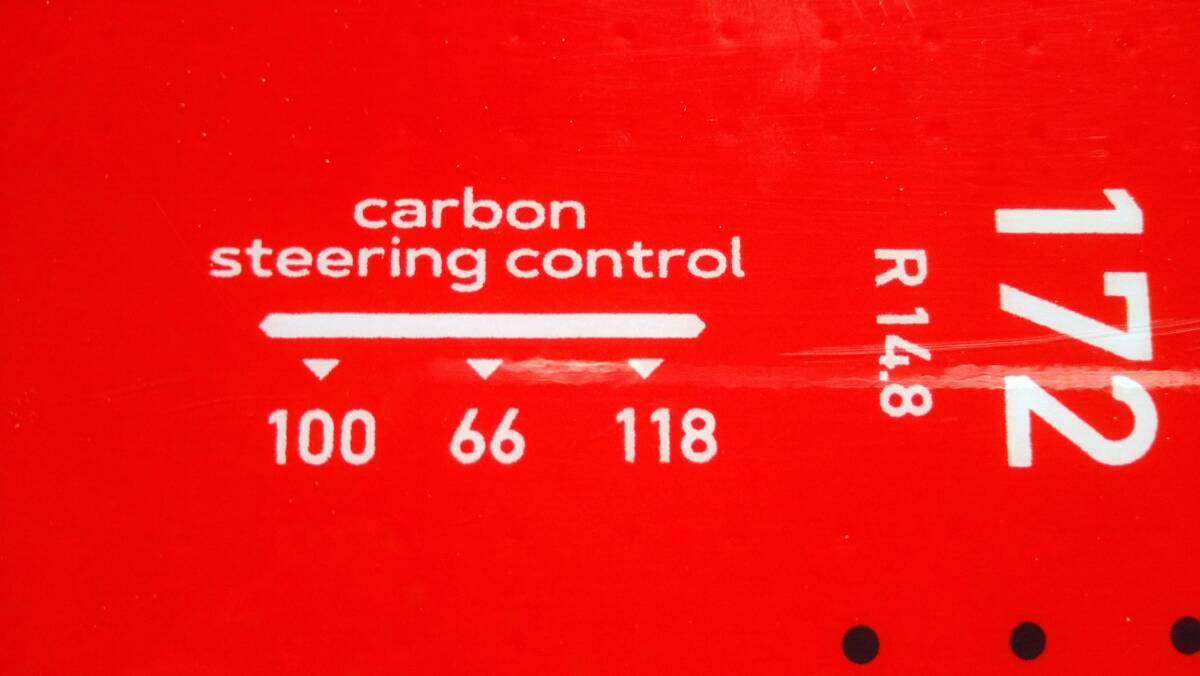 carbon
steering control
100 66 118
R 14.8
172